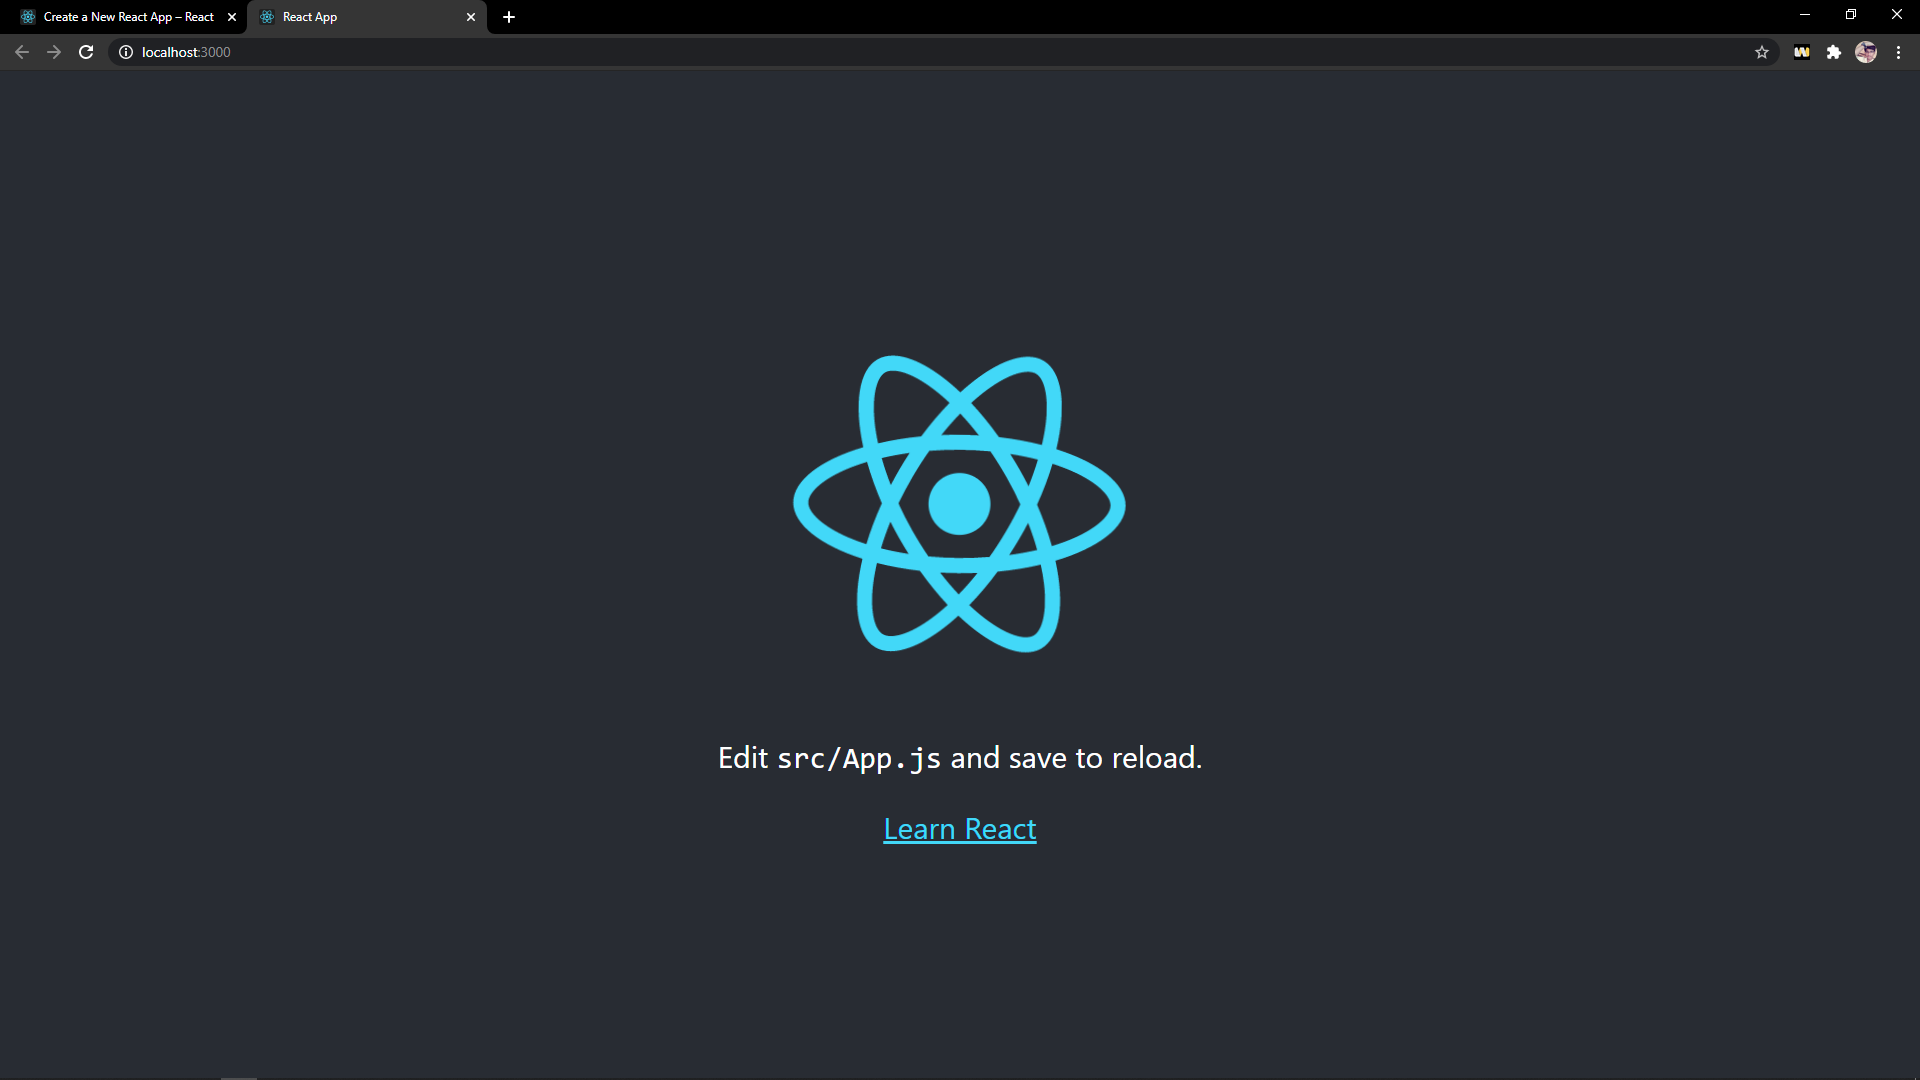 Create a New React App – React
React App
localhost:3000
Edit src/App.js and save to reload.
Learn React